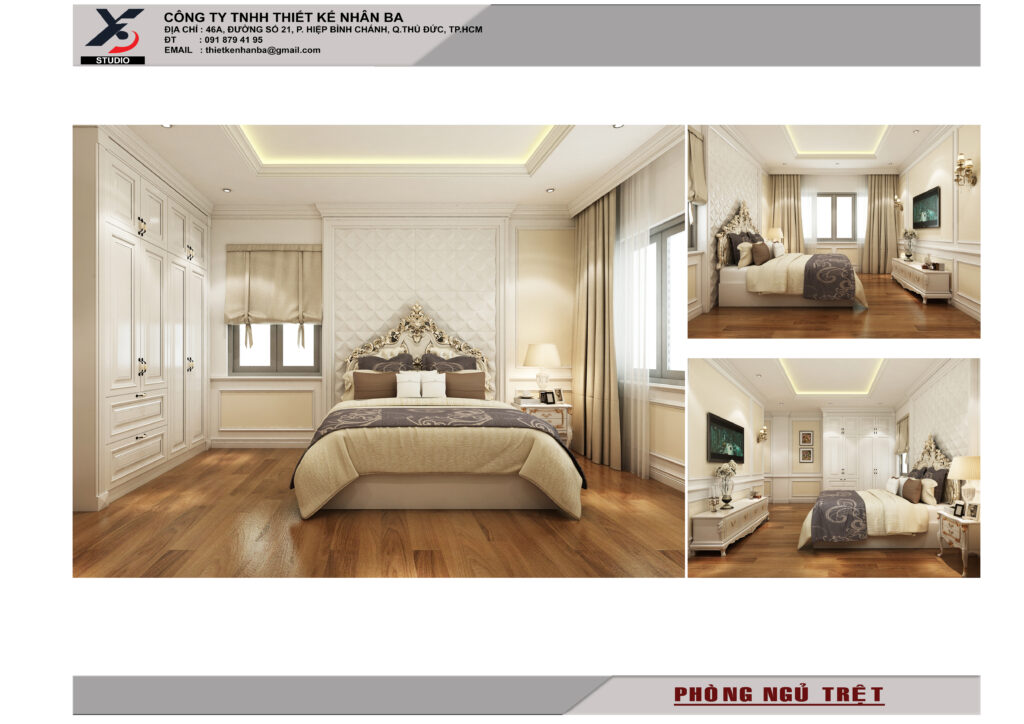 CÔNG TY TNHH THIẾT KẾ NHÂN BA
ĐỊA CHỈ : 46A, ĐƯỜNG SỐ 21, P. HIỆP BÌNH CHÁNH, Q.THỦ ĐỨC, TP.HCM
ĐT : 091 879 41 95
EMAIL : thietkenhanba@gmail.com
STUDIO
PHÒNG NGỦ TRỆT